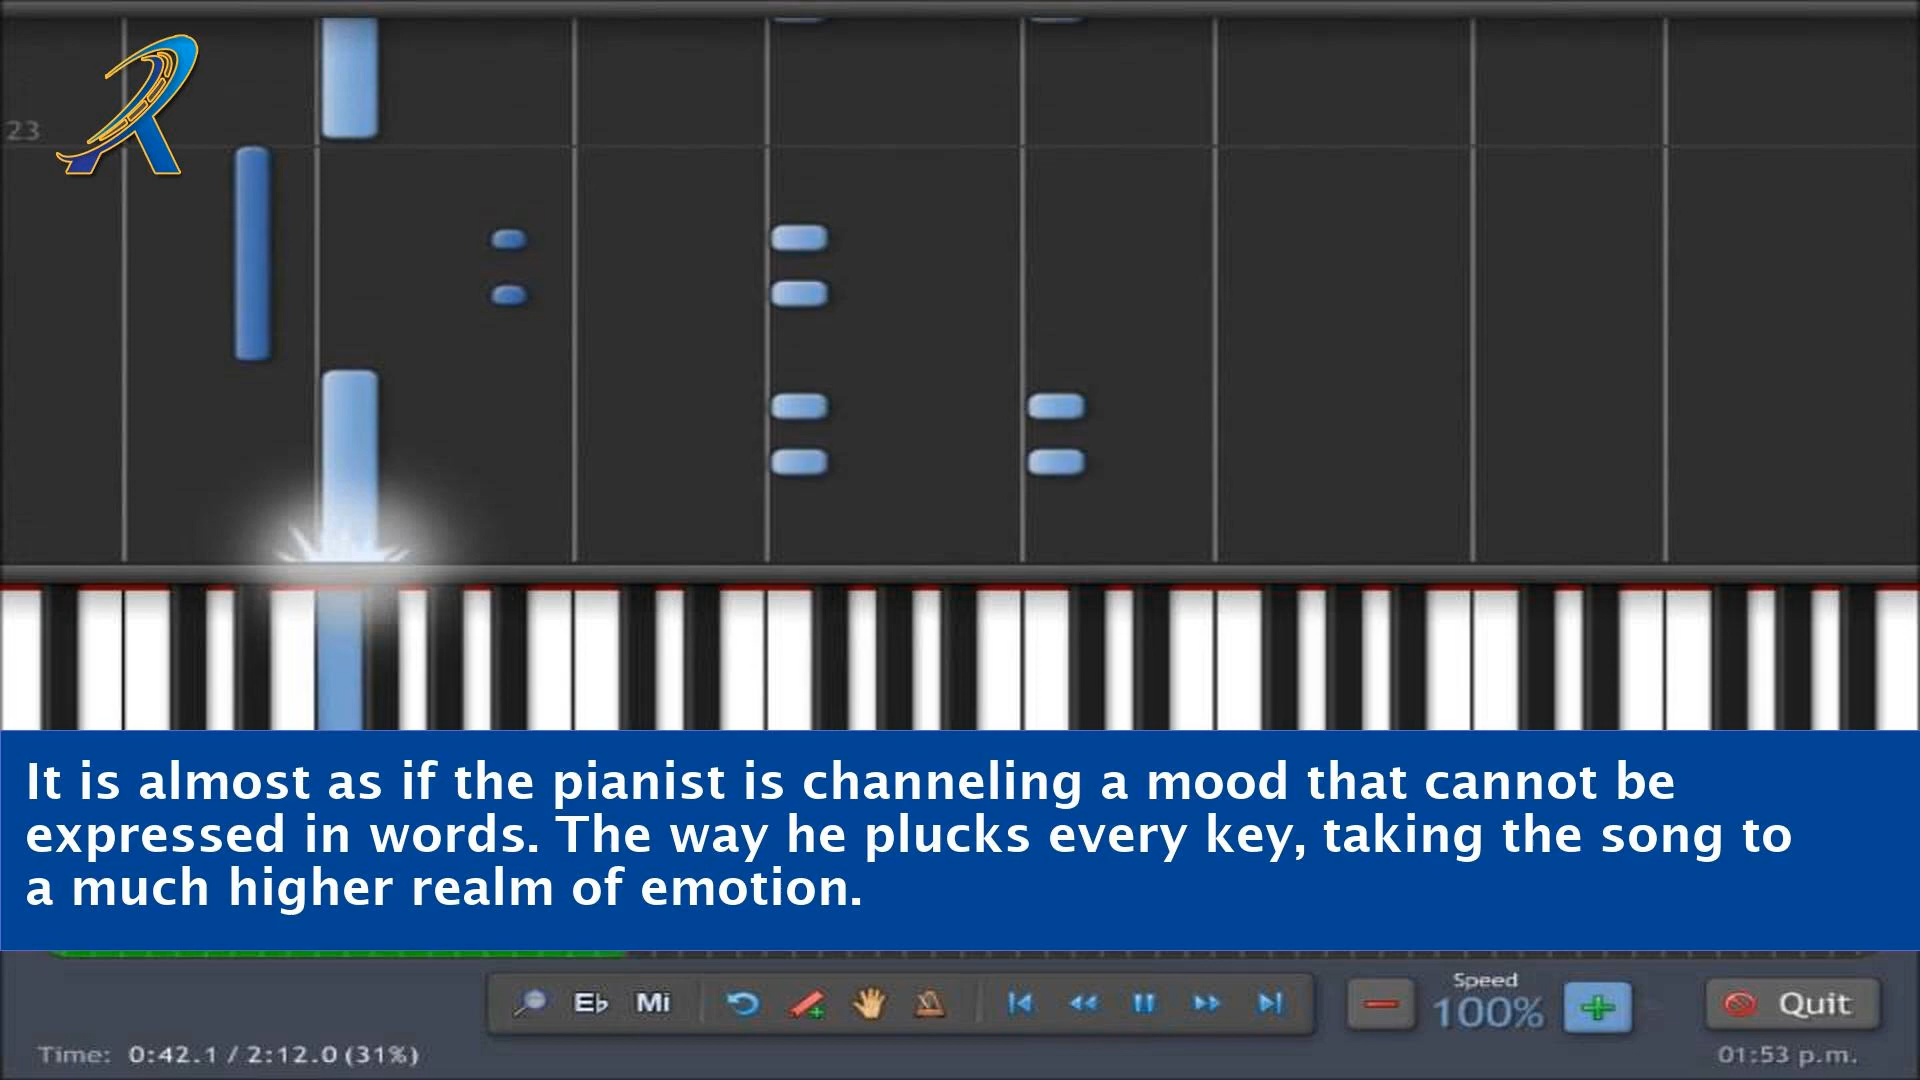 23
It is almost as if the pianist is channeling a mood that cannot be
expressed in words. The way he plucks every key, taking the song to
a much higher realm of emotion.
Eb Mi
Speed
100%
Quit
Time: 0:42.1 / 2:12.0 (31%)
01:53 p.m.